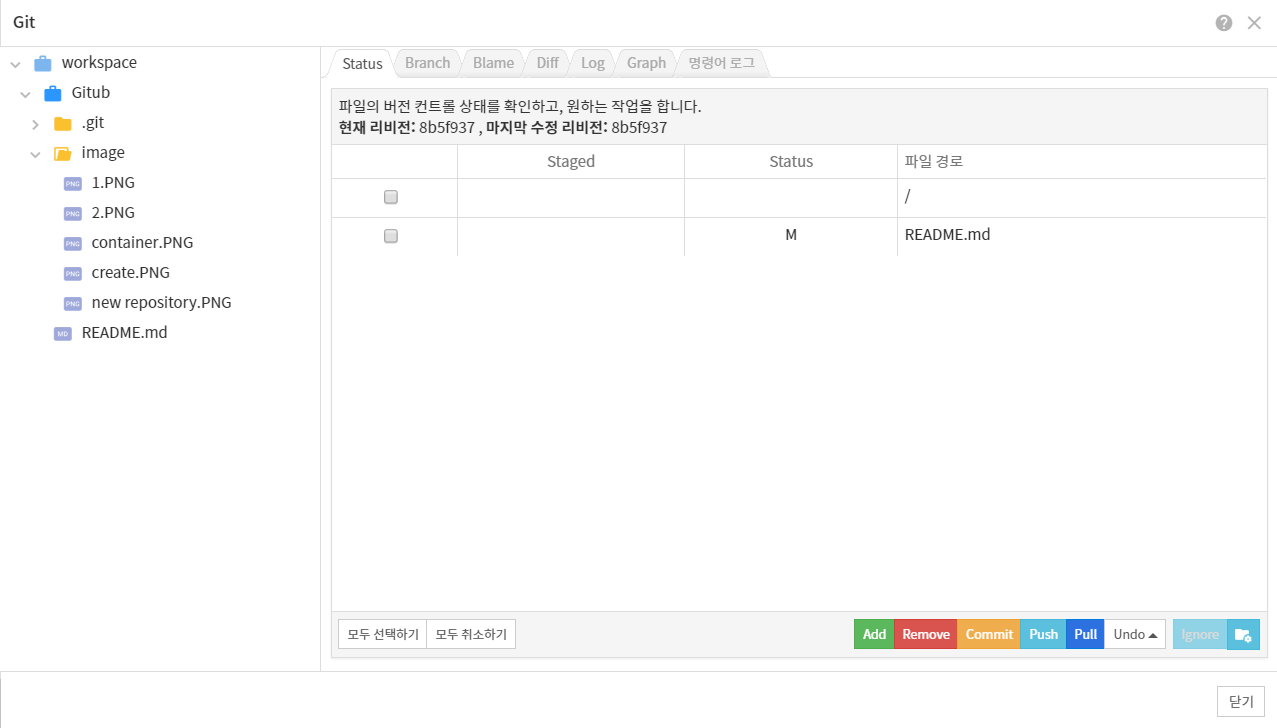 Git
workspace
Gitub
.git
image
PNG 1.PNG
PNG 2.PNG
PNG container.PNG
PNG create.PNG
PNG new repository.PNG
MD README.md
Status Branch Blame Diff Log Graph 명령어 로그
파일의 버전 컨트롤 상태를 확인하고, 원하는 작업을 합니다.
현재 리비전: 8b5f937 , 마지막 수정 리비전: 8b5f937
Staged Status 파일 경로
/
M README.md
모두 선택하기 모두 취소하기 Add Remove Commit Push Pull Undo Ignore
닫기